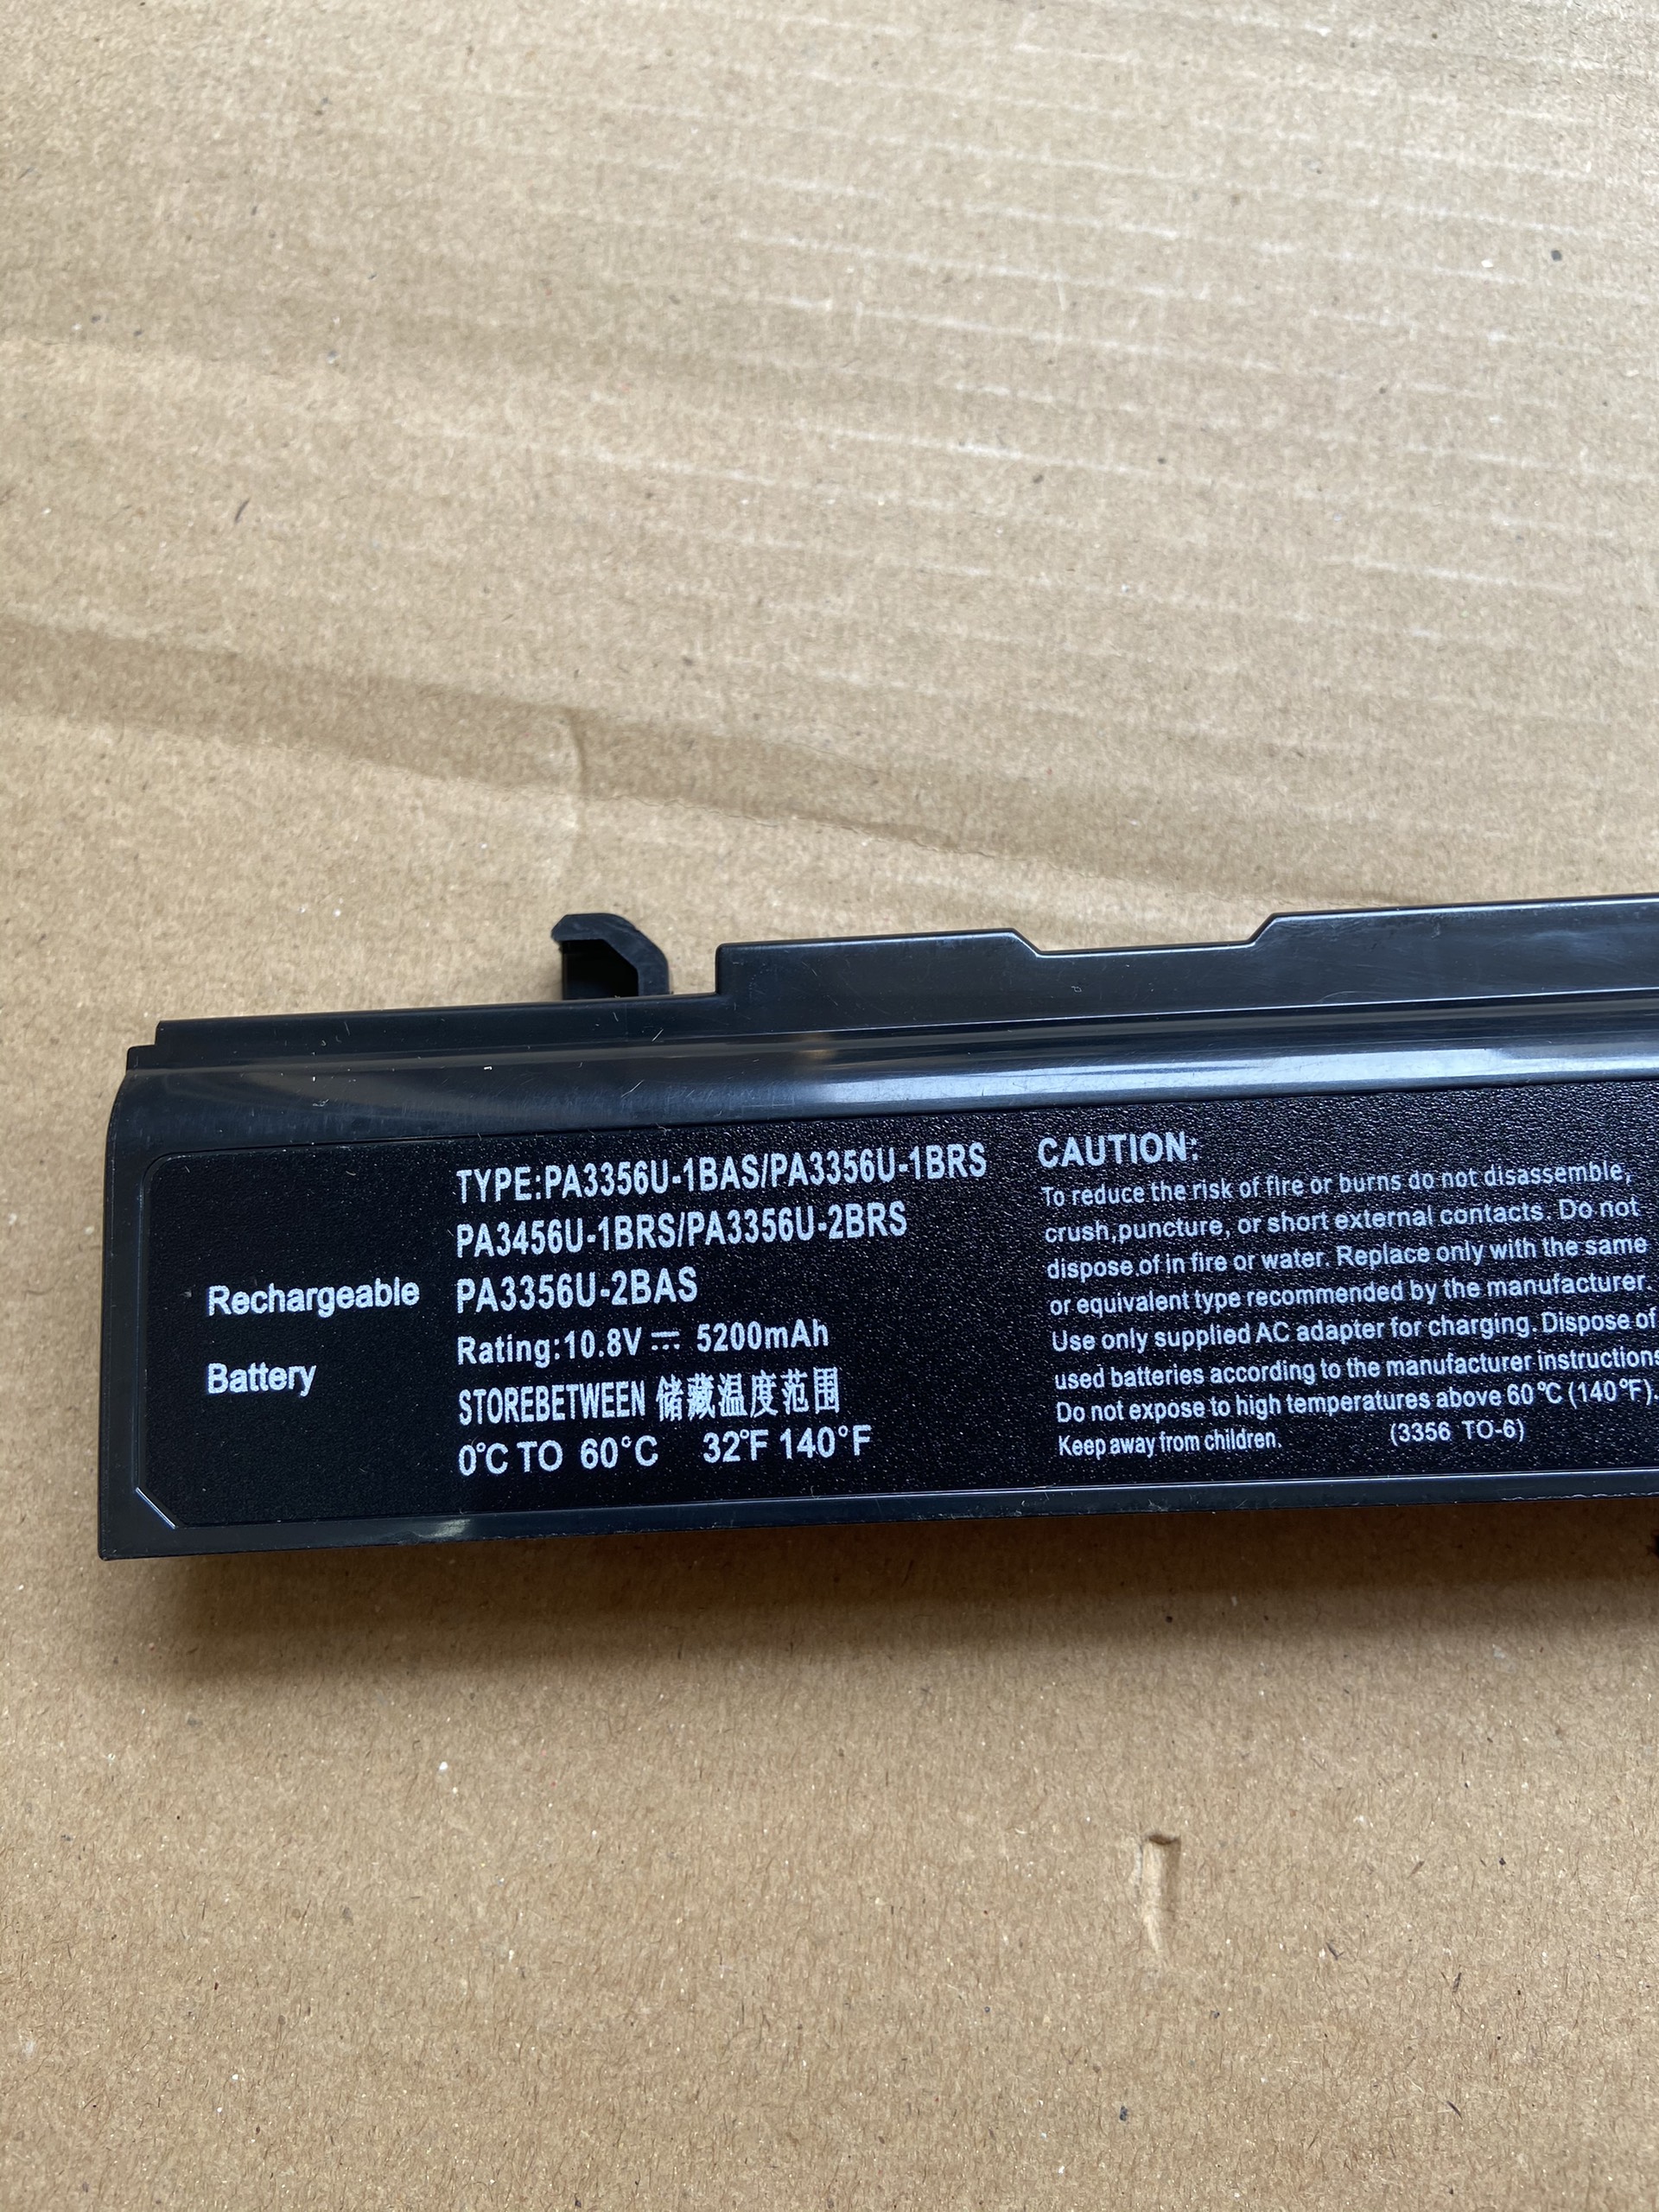 Rechargeable
Battery
TYPE:PA3356U-1BAS/PA3356U-1BRS
PA3456U-1BRS/PA3356U-2BRS
PA3356U-2BAS
Rating:10.8V⎓ 5200mAh
STOREBETWEEN 储藏温度范围
0°C TO 60°C 32°F 140°F
CAUTION:
To reduce the risk of fire or burns do not disassemble,
crush,puncture, or short external contacts. Do not
dispose.of in fire or water. Replace only with the same
or equivalent type recommended by the manufacturer.
Use only supplied AC adapter for charging. Dispose of
used batteries according to the manufacturer instructions
Do not expose to high temperatures above 60°C (140°F).
Keep away from children. (3356 TO-6)